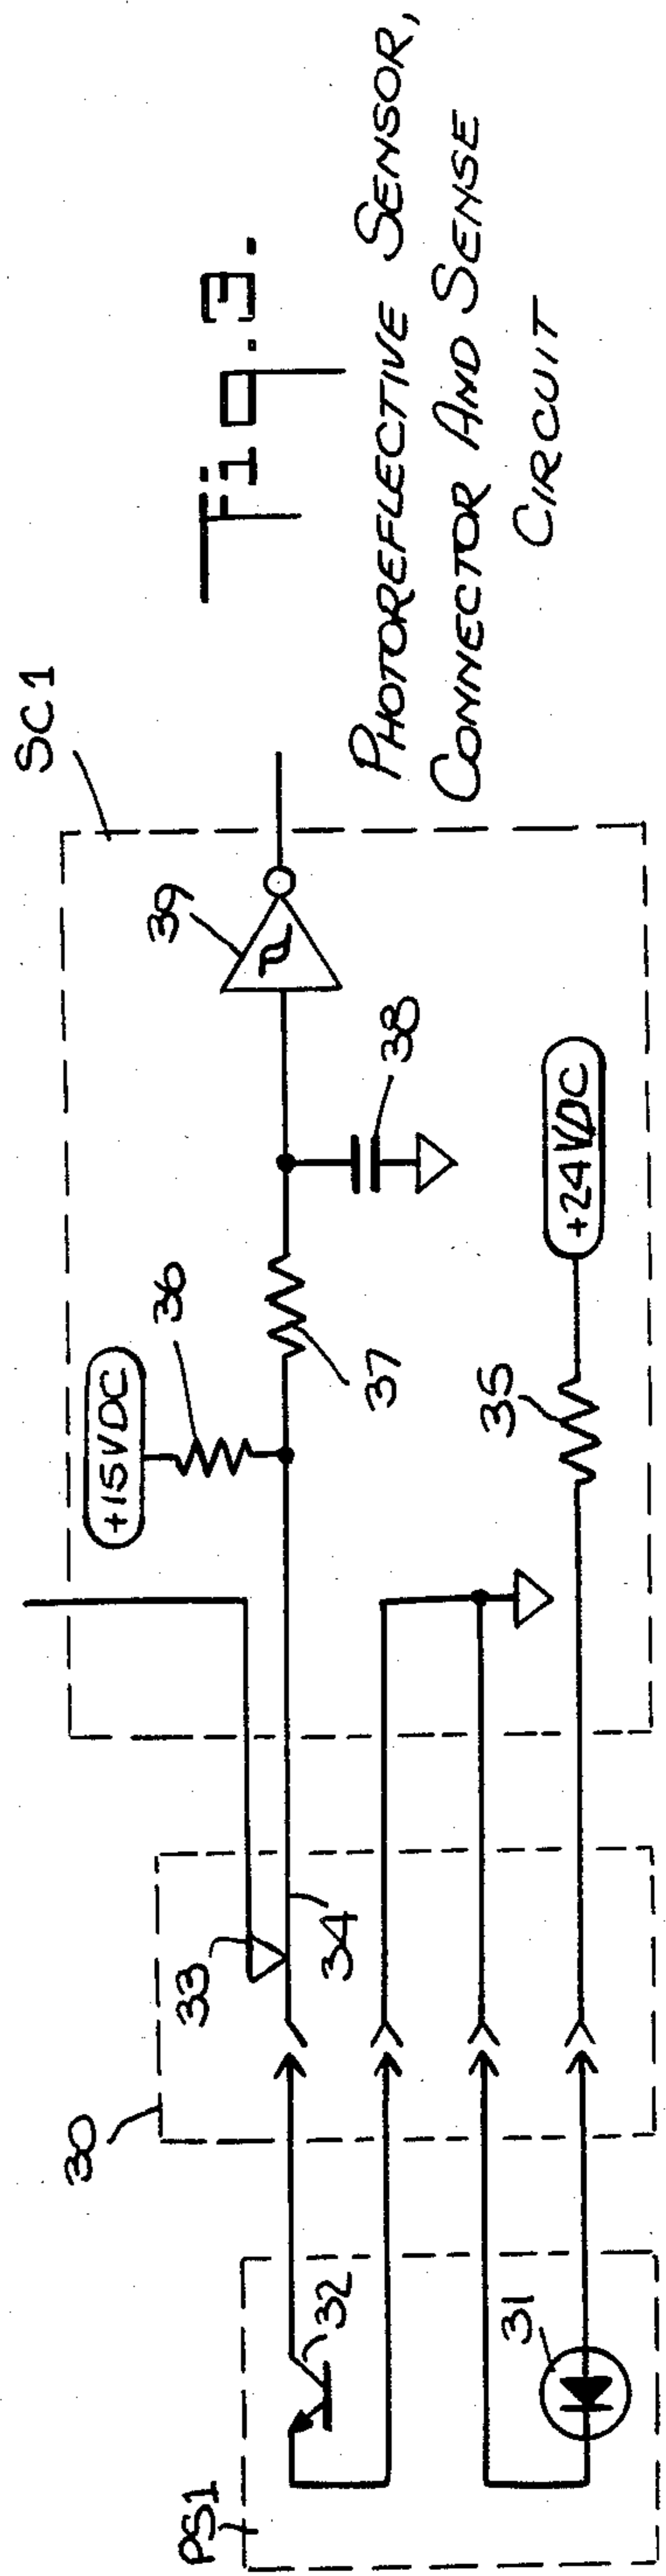 SC1
39
+15VDC
36
37
38
33
34
30
+24VDC
35
PS1
32
31
Fig. 3.
PHOTOREFLECTIVE SENSOR,
CONNECTOR AND SENSE
CIRCUIT